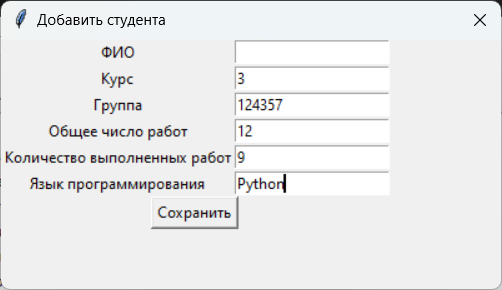 Добавить студента
ФИО
Курс 3
Группа 124357
Общее число работ 12
Количество выполненных работ 9
Язык программирования Python
Сохранить